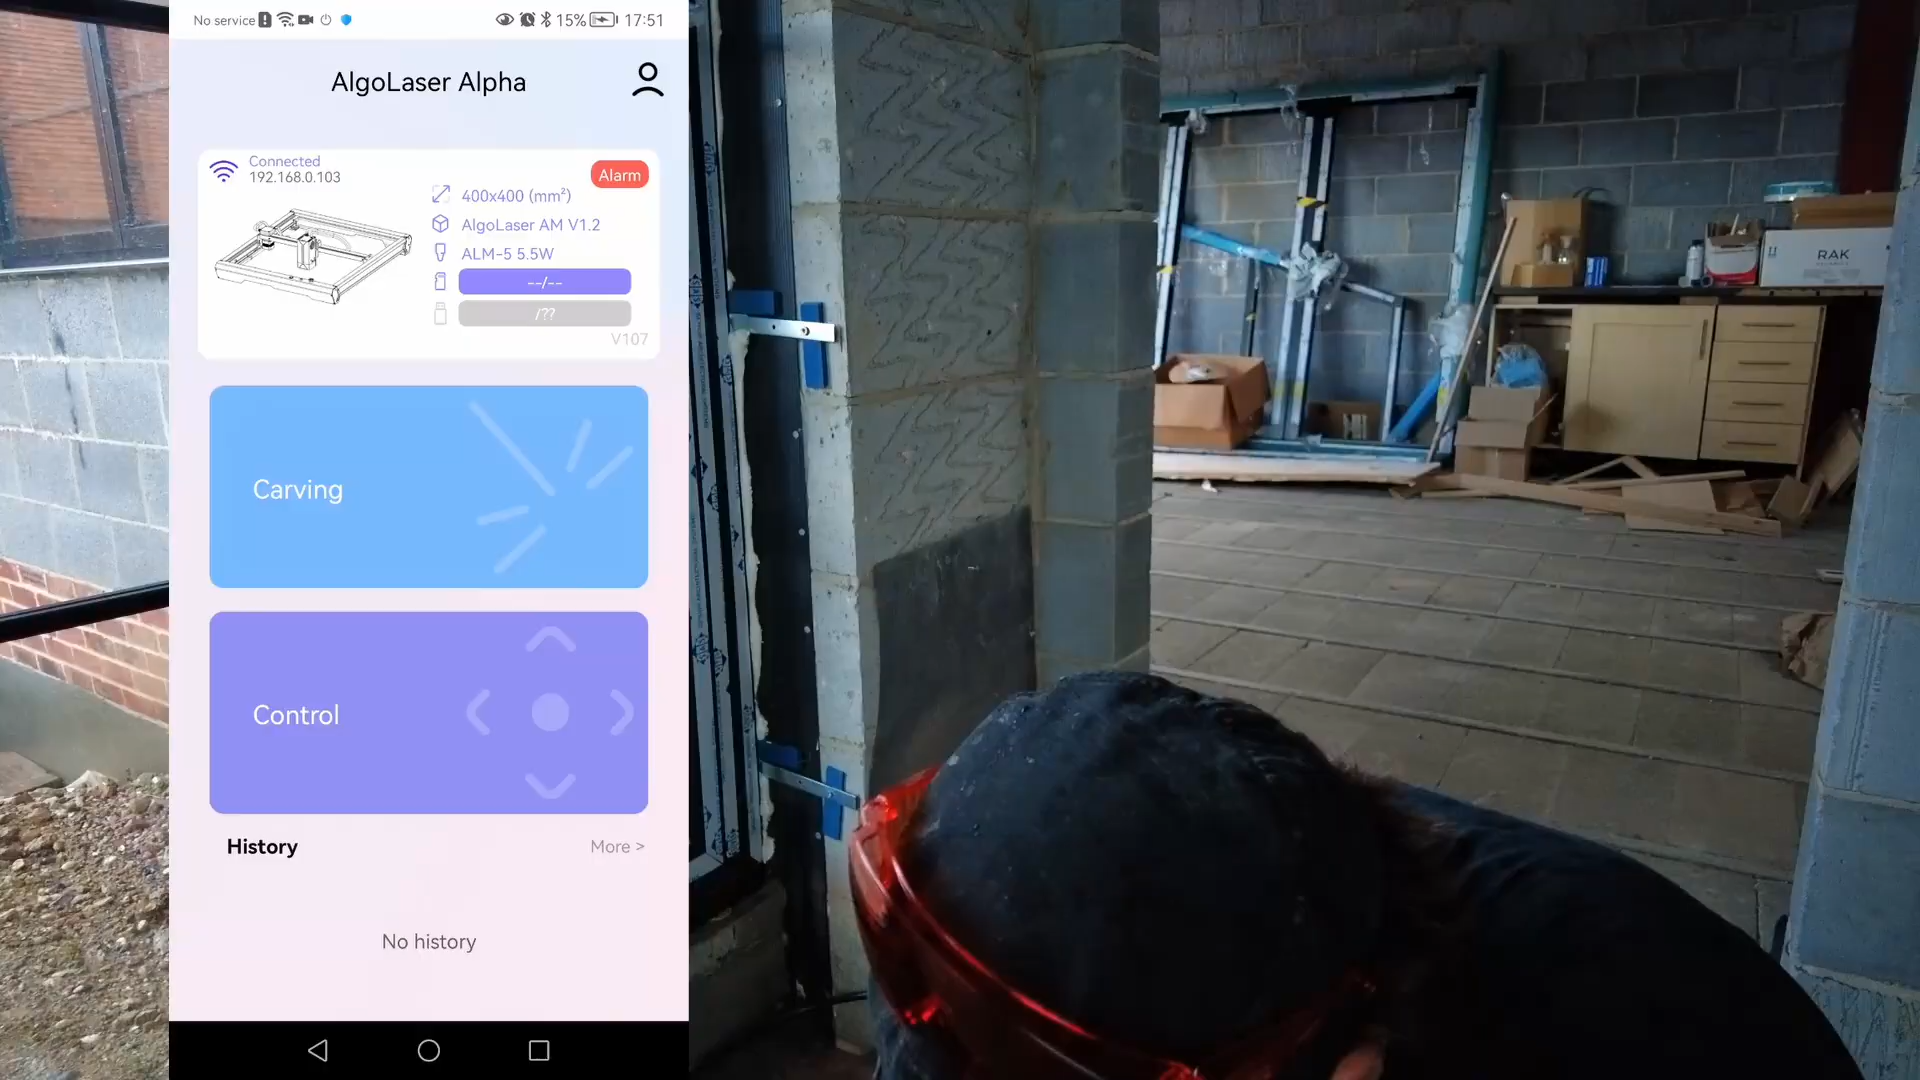 No service
15%
17:51
AlgoLaser Alpha
Connected
192.168.0.103
Alarm
400x400 (mm²)
AlgoLaser AM V1.2
ALM-5 5.5W
--/--
/??
V107
Carving
Control
History
More >
No history
RAK